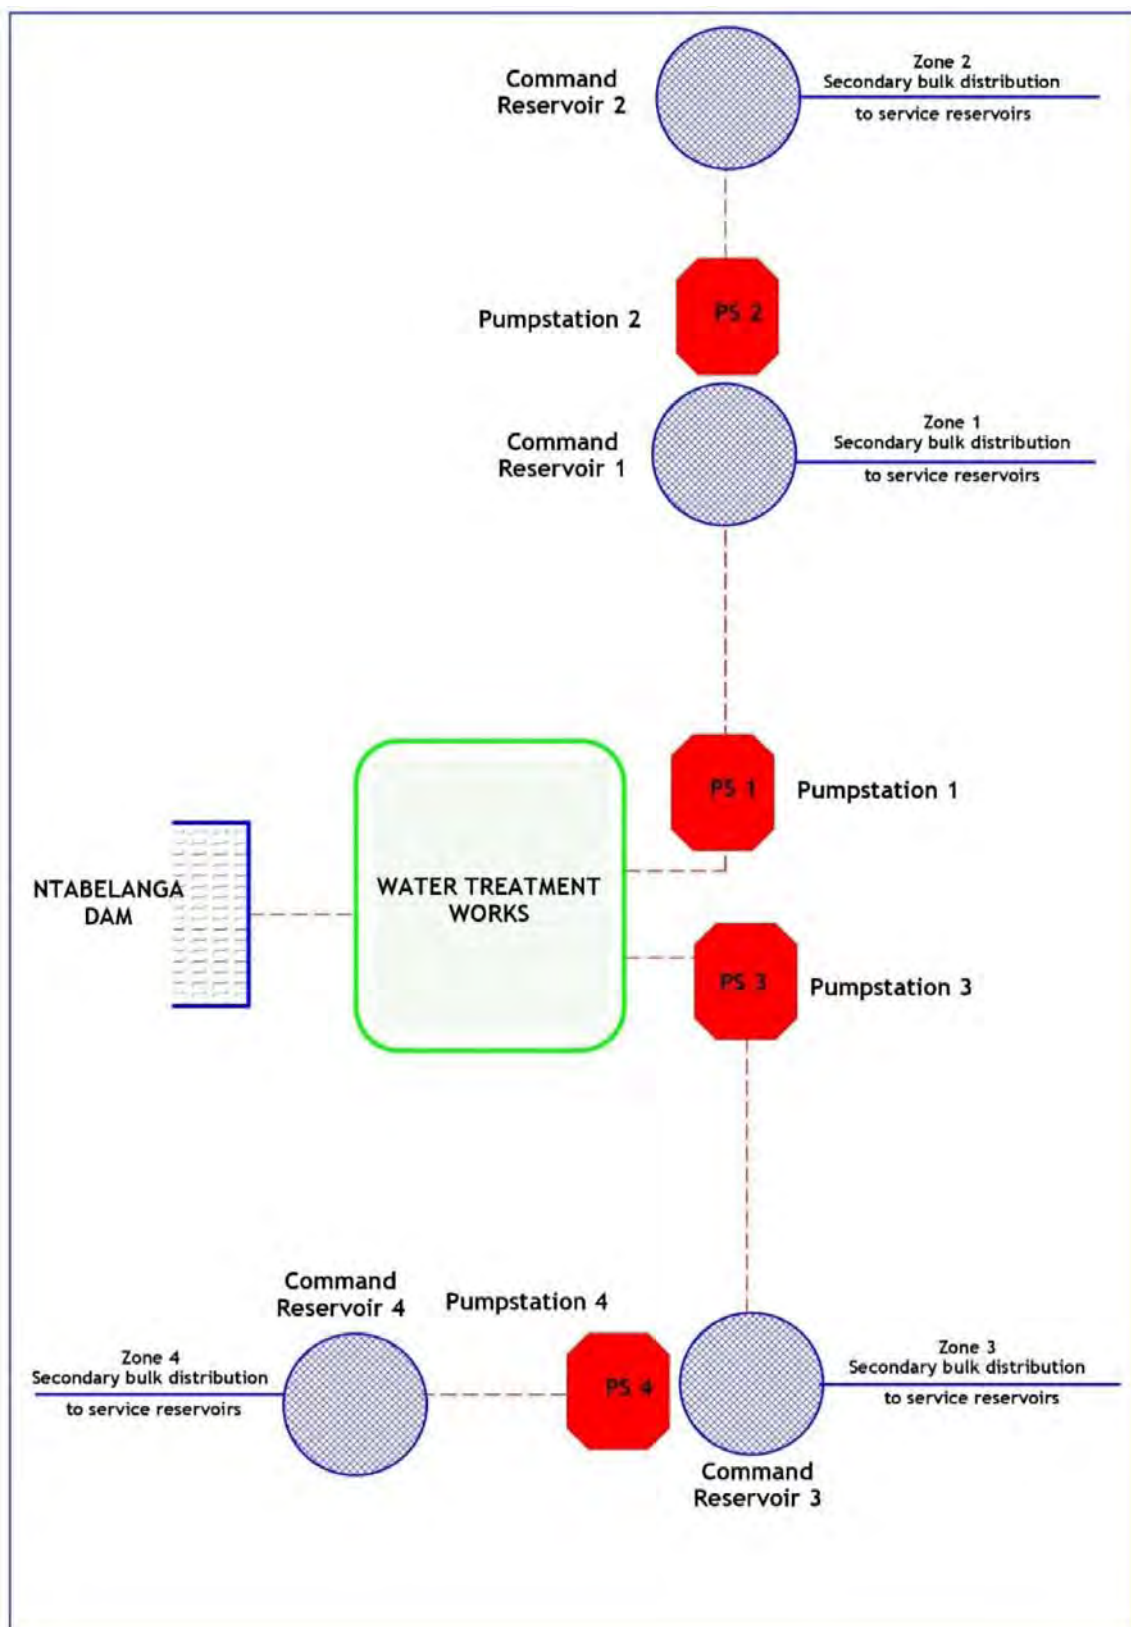 Command
Reservoir 2
Zone 2
Secondary bulk distribution
to service reservoirs
Pumpstation 2
PS 2
Command
Reservoir 1
Zone 1
Secondary bulk distribution
to service reservoirs
PS 1
Pumpstation 1
NTABELANGA
DAM
WATER TREATMENT
WORKS
PS 3
Pumpstation 3
Command
Reservoir 4
Pumpstation 4
Zone 4
Secondary bulk distribution
to service reservoirs
PS 4
Zone 3
Secondary bulk distribution
to service reservoirs
Command
Reservoir 3